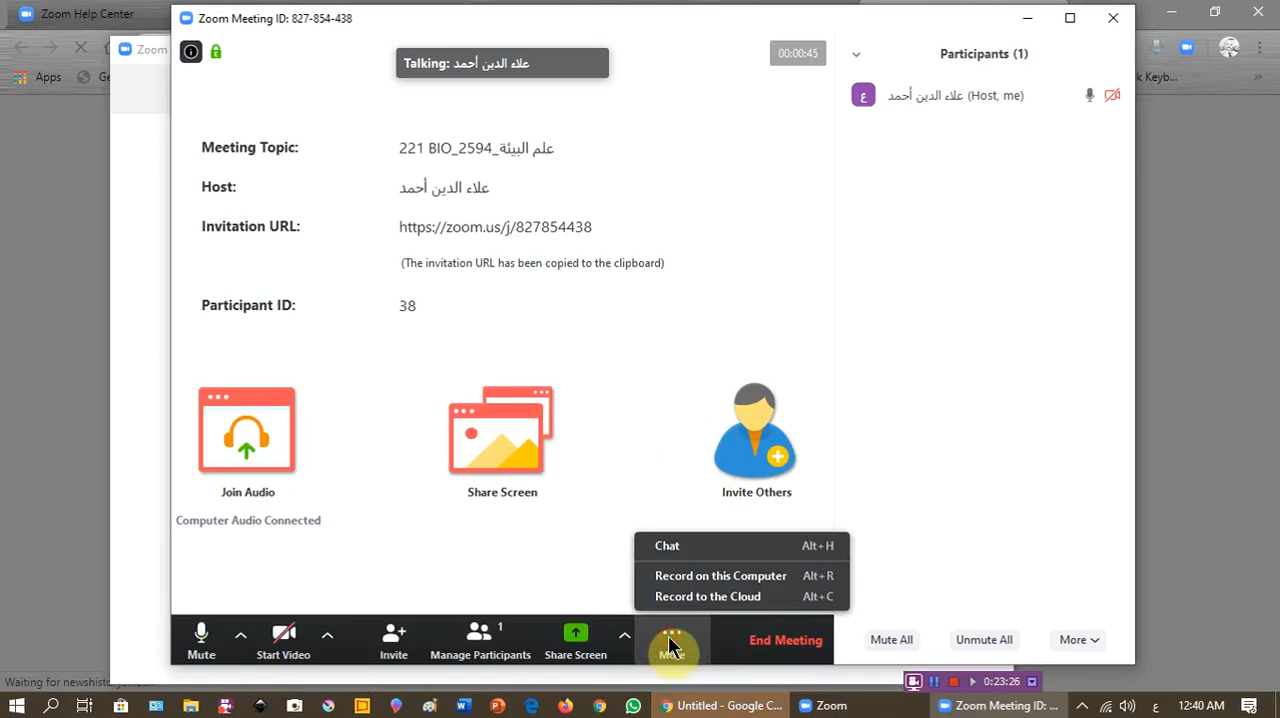 Zoom Help Center
Zoom Meeting ID: 827-854-438
Zoom
Apps
Talking: علاء الدين أحمد
00:00:45
Participants (1)
ع
علاء الدين أحمد (Host, me)
Meeting Topic: 221 BIO_2594_علم البيئة
Host: علاء الدين أحمد
Invitation URL: https://zoom.us/j/827854438
(The invitation URL has been copied to the clipboard)
Participant ID: 38
Join Audio
Share Screen
Invite Others
Computer Audio Connected
Chat Alt+H
Record on this Computer Alt+R
Record to the Cloud Alt+C
Mute
Start Video
Invite
1
Manage Participants
Share Screen
End Meeting
Mute All
Unmute All
More
0:23:26
Untitled - Google C...
Zoom
Zoom Meeting ID: ...
ع
12:40 AM